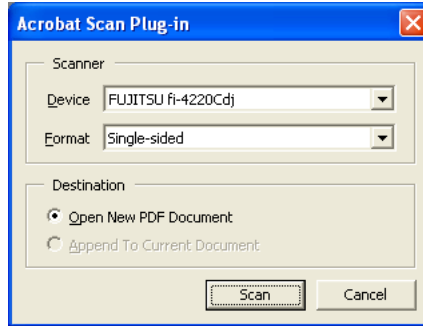 Acrobat Scan Plug-in
Scanner
Device FUJITSU fi-4220Cdj
Format Single-sided
Destination
Open New PDF Document
Append To Current Document
Scan Cancel